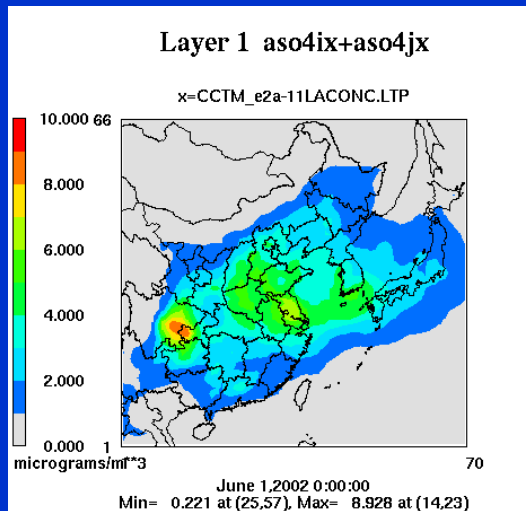 Layer 1 aso4ix+aso4jx
x=CCTM_e2a-11LACONC.LTP
10.000
8.000
6.000
4.000
2.000
0.000
micrograms/m**3
66
1
70
June 1,2002 0:00:00
Min= 0.221 at (25,57), Max= 8.928 at (14,23)